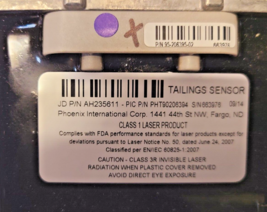 TAILINGS SENSOR
JD P/N AH235611 - PIC P/N PHT90206394 S/N 663978 09/14
Phoenix International Corp. 1441 44th St NW, Fargo, ND
CLASS 1 LASER PRODUCT
Complies with FDA performance standards for laser products except for
deviations pursuant to Laser Notice No. 50, dated June 24, 2007
Classified per EN/IEC 60825-1:2007
CAUTION - CLASS 3R INVISIBLE LASER
RADIATION WHEN PLASTIC COVER REMOVED
AVOID DIRECT EYE EXPOSURE